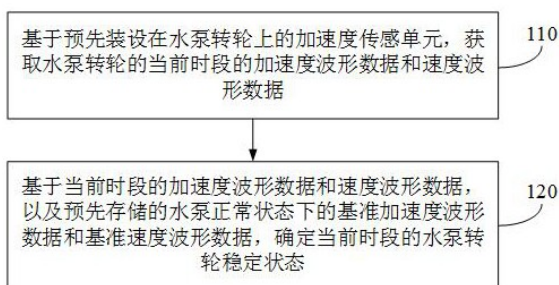 基于预先装设在水泵转轮上的加速度传感单元，获
取水泵转轮的当前时段的加速度波形数据和速度波
形数据
110
基于当前时段的加速度波形数据和速度波形数据，
以及预先存储的水泵正常状态下的基准加速度波形
数据和基准速度波形数据，确定当前时段的水泵转
轮稳定状态
120